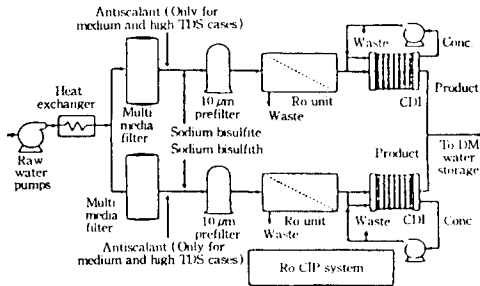 Antiscalant (Only for
medium and high TDS cases)
Waste
Conc.
Heat
exchanger
Multi
media
filter
10 μm
prefilter
Ro unit
Waste
CDI
Product
Raw
water
pumps
Sodium bisulfite
Sodium bisulfith
Product
To DM
water
storage
Multi
media
filter
10 μm
prefilter
Ro unit
Waste
Waste
CDI
Conc
Antiscalant (Only for
medium and high TDS cases)
Ro CIP system